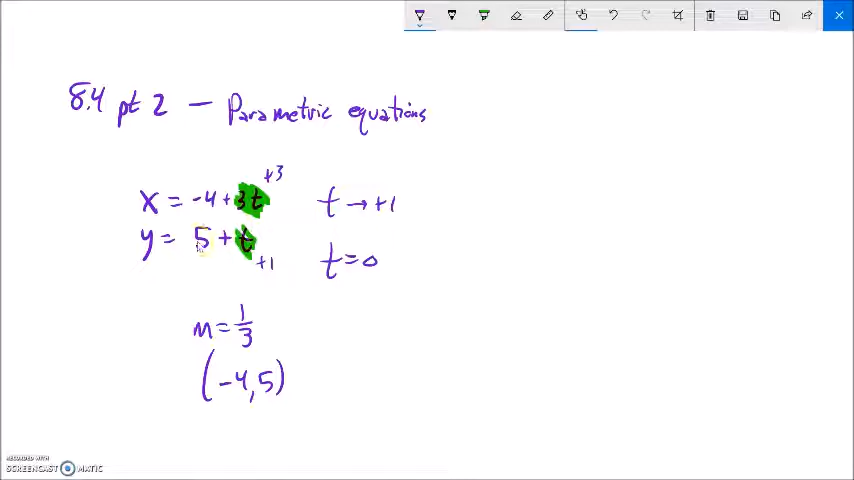 8.4 pt 2 — Parametric equations
+3
x = -4 + 3t t → +1
y = 5 + t
+1 t = 0
m = 1/3
(-4, 5)
RECORDED WITH
SCREENCAST MATIC